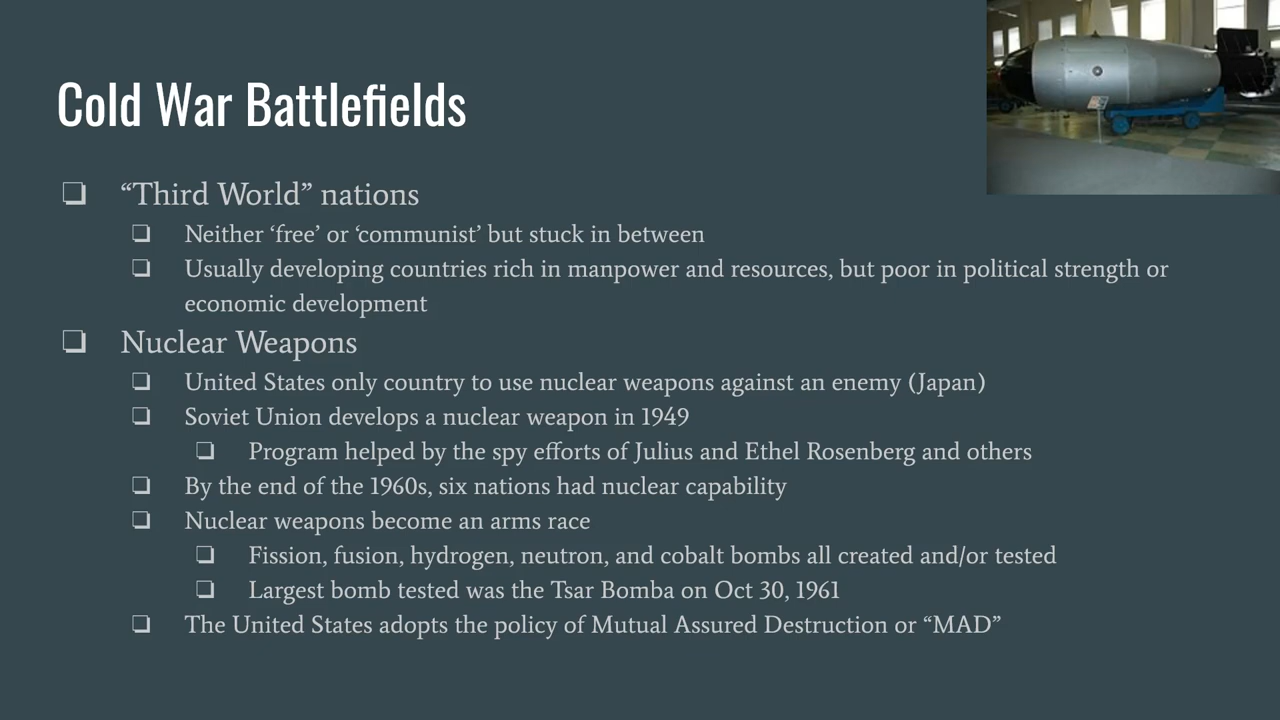 Cold War Battlefields
❏ “Third World” nations
❏ Neither ‘free’ or ‘communist’ but stuck in between
❏ Usually developing countries rich in manpower and resources, but poor in political strength or
economic development
❏ Nuclear Weapons
❏ United States only country to use nuclear weapons against an enemy (Japan)
❏ Soviet Union develops a nuclear weapon in 1949
❏ Program helped by the spy efforts of Julius and Ethel Rosenberg and others
❏ By the end of the 1960s, six nations had nuclear capability
❏ Nuclear weapons become an arms race
❏ Fission, fusion, hydrogen, neutron, and cobalt bombs all created and/or tested
❏ Largest bomb tested was the Tsar Bomba on Oct 30, 1961
❏ The United States adopts the policy of Mutual Assured Destruction or “MAD”